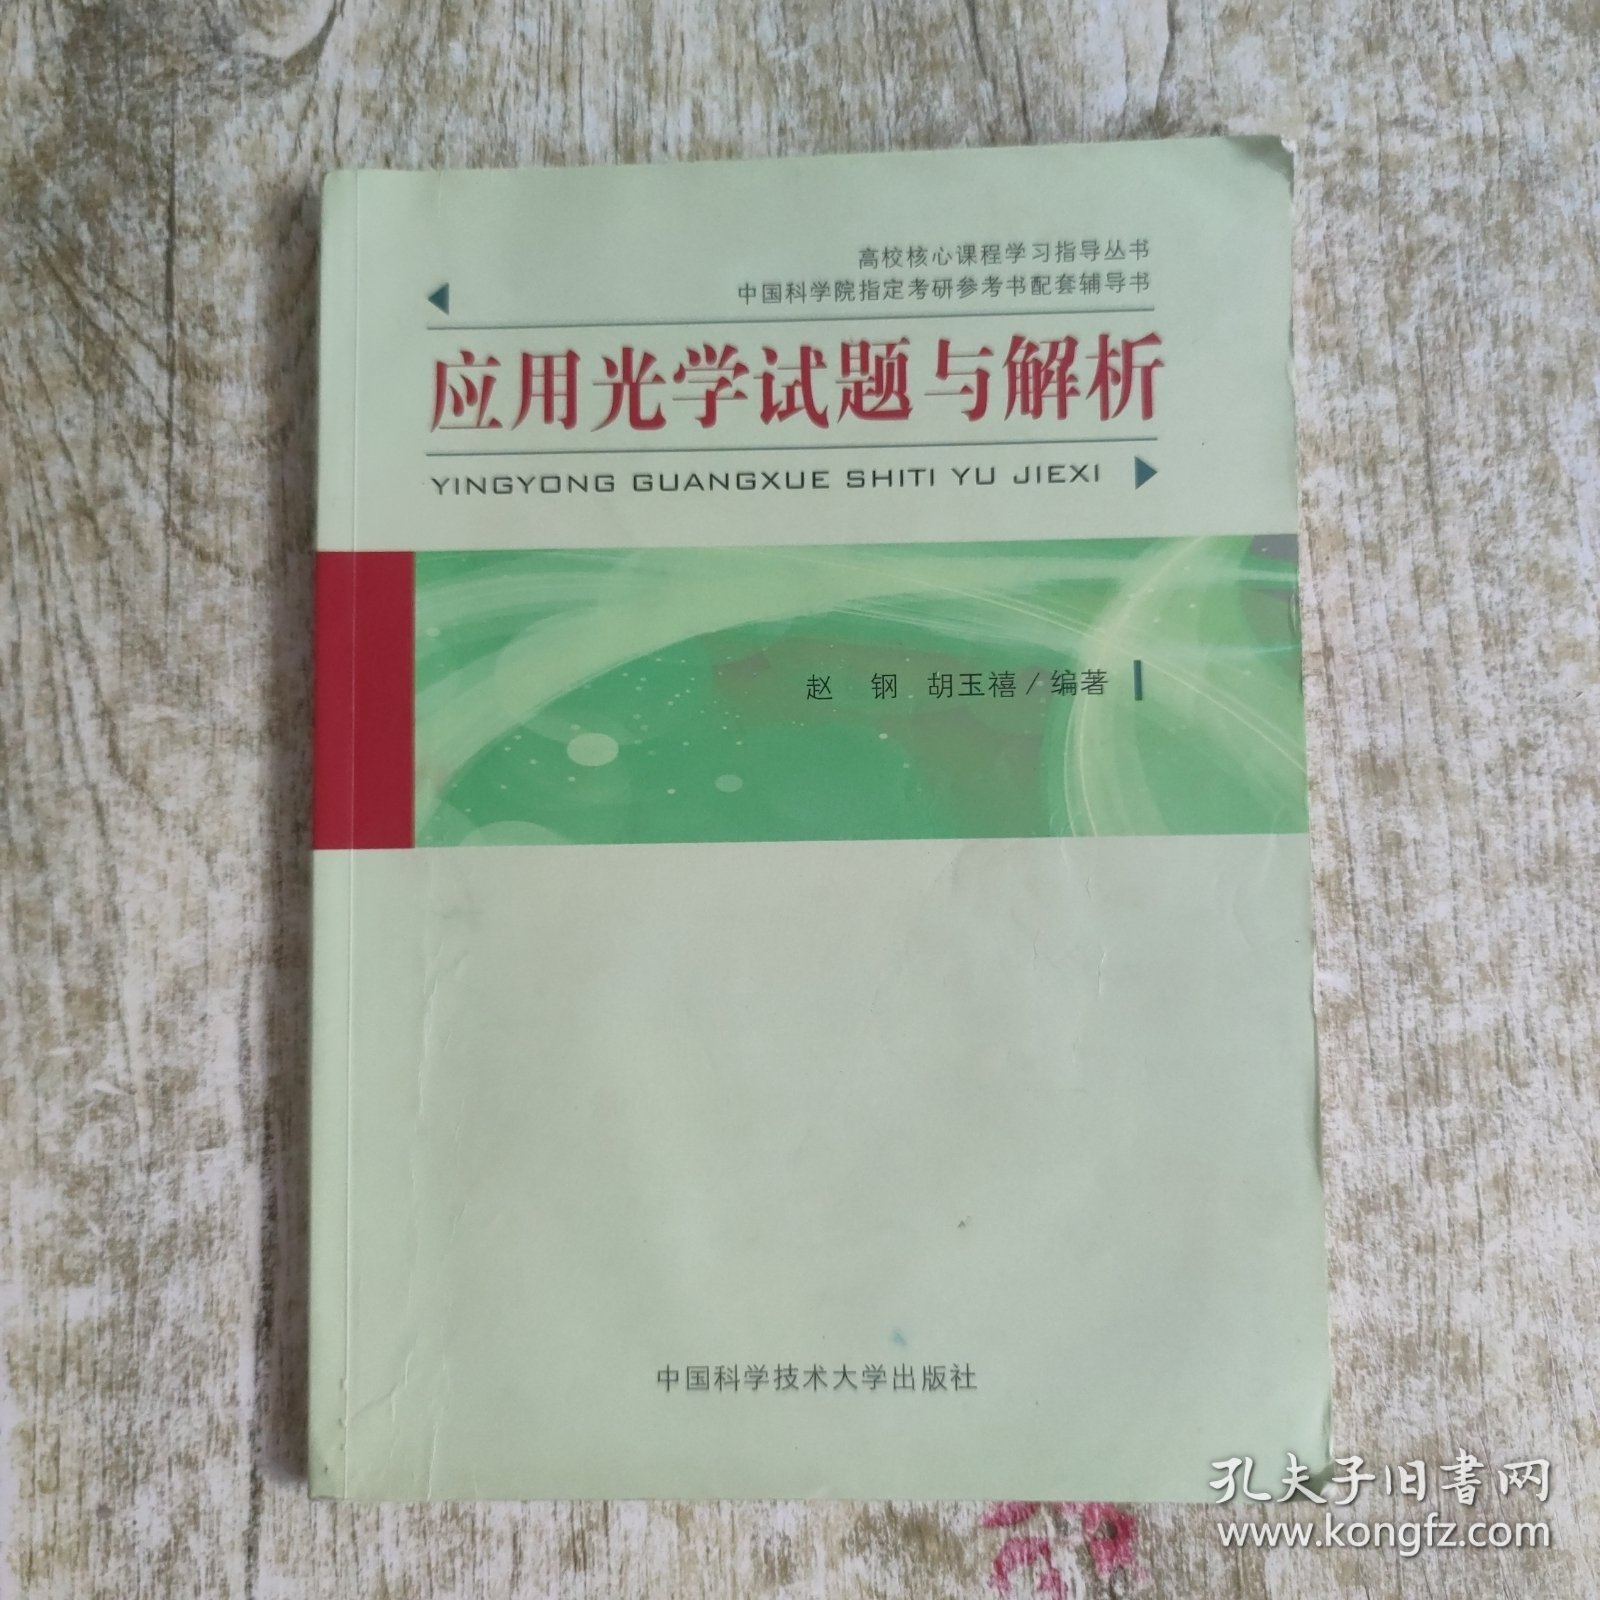 高校核心课程学习指导丛书
中国科学院指定考研参考书配套辅导书
应用光学试题与解析
YINGYONG GUANGXUE SHITI YU JIEXI
赵 钢 胡玉禧/编著
中国科学技术大学出版社
孔夫子旧书网
www.kongfz.com